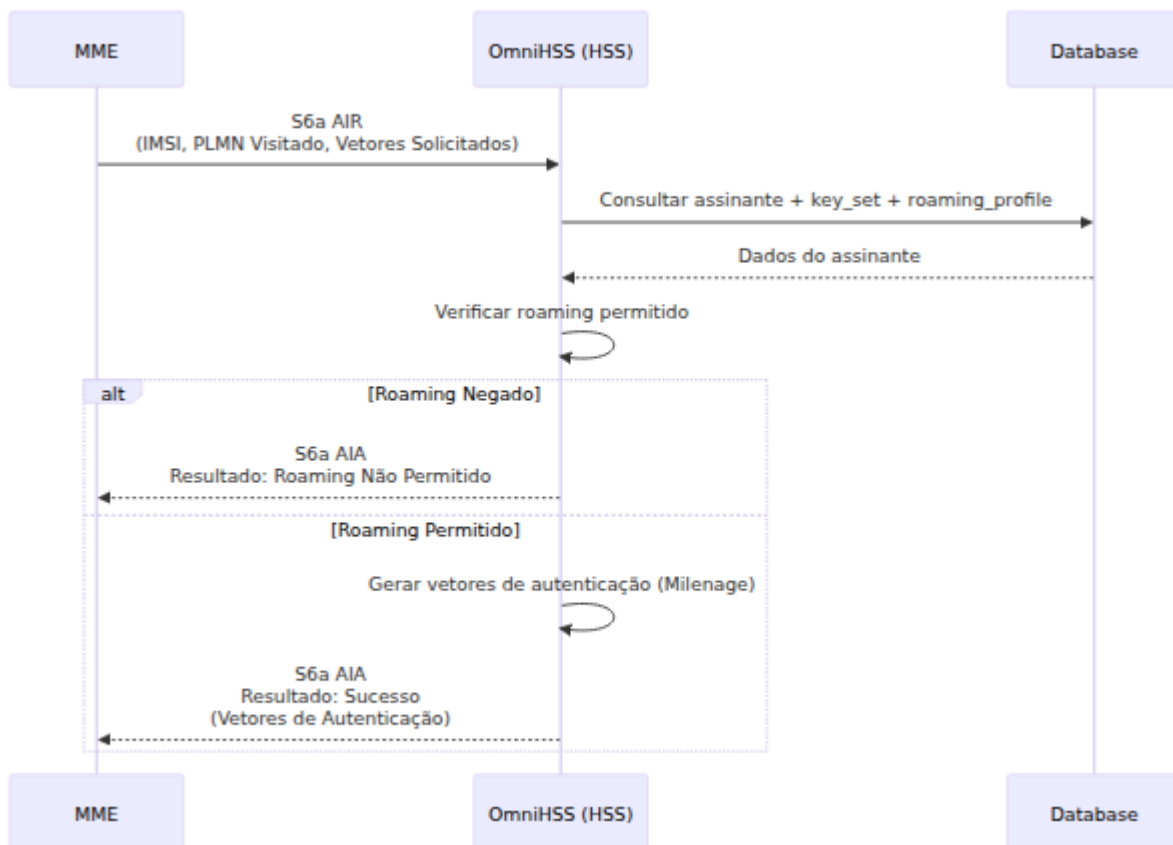 MME
OmniHSS (HSS)
Database
S6a AIR
(IMSI, PLMN Visitado, Vetores Solicitados)
Consultar assinante + key_set + roaming_profile
Dados do assinante
Verificar roaming permitido
alt
[Roaming Negado]
S6a AIA
Resultado: Roaming Não Permitido
[Roaming Permitido]
Gerar vetores de autenticação (Milenage)
S6a AIA
Resultado: Sucesso
(Vetores de Autenticação)
MME
OmniHSS (HSS)
Database